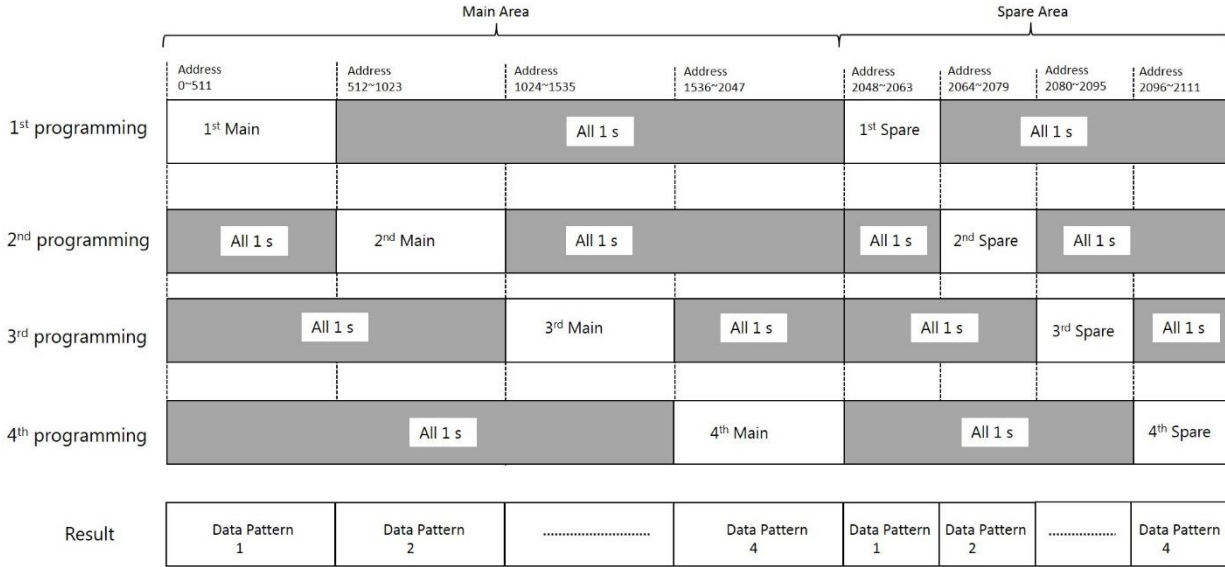 Main Area
Spare Area
Address
0~511
Address
512~1023
Address
1024~1535
Address
1536~2047
Address
2048~2063
Address
2064~2079
Address
2080~2095
Address
2096~2111
1st programming
1st Main
All 1 s
1st Spare
All 1 s
2nd programming
All 1 s
2nd Main
All 1 s
All 1 s
2nd Spare
All 1 s
3rd programming
All 1 s
3rd Main
All 1 s
All 1 s
3rd Spare
All 1 s
4th programming
All 1 s
4th Main
All 1 s
4th Spare
Result
Data Pattern
1
Data Pattern
2
....................
Data Pattern
4
Data Pattern
1
Data Pattern
2
...............
Data Pattern
4